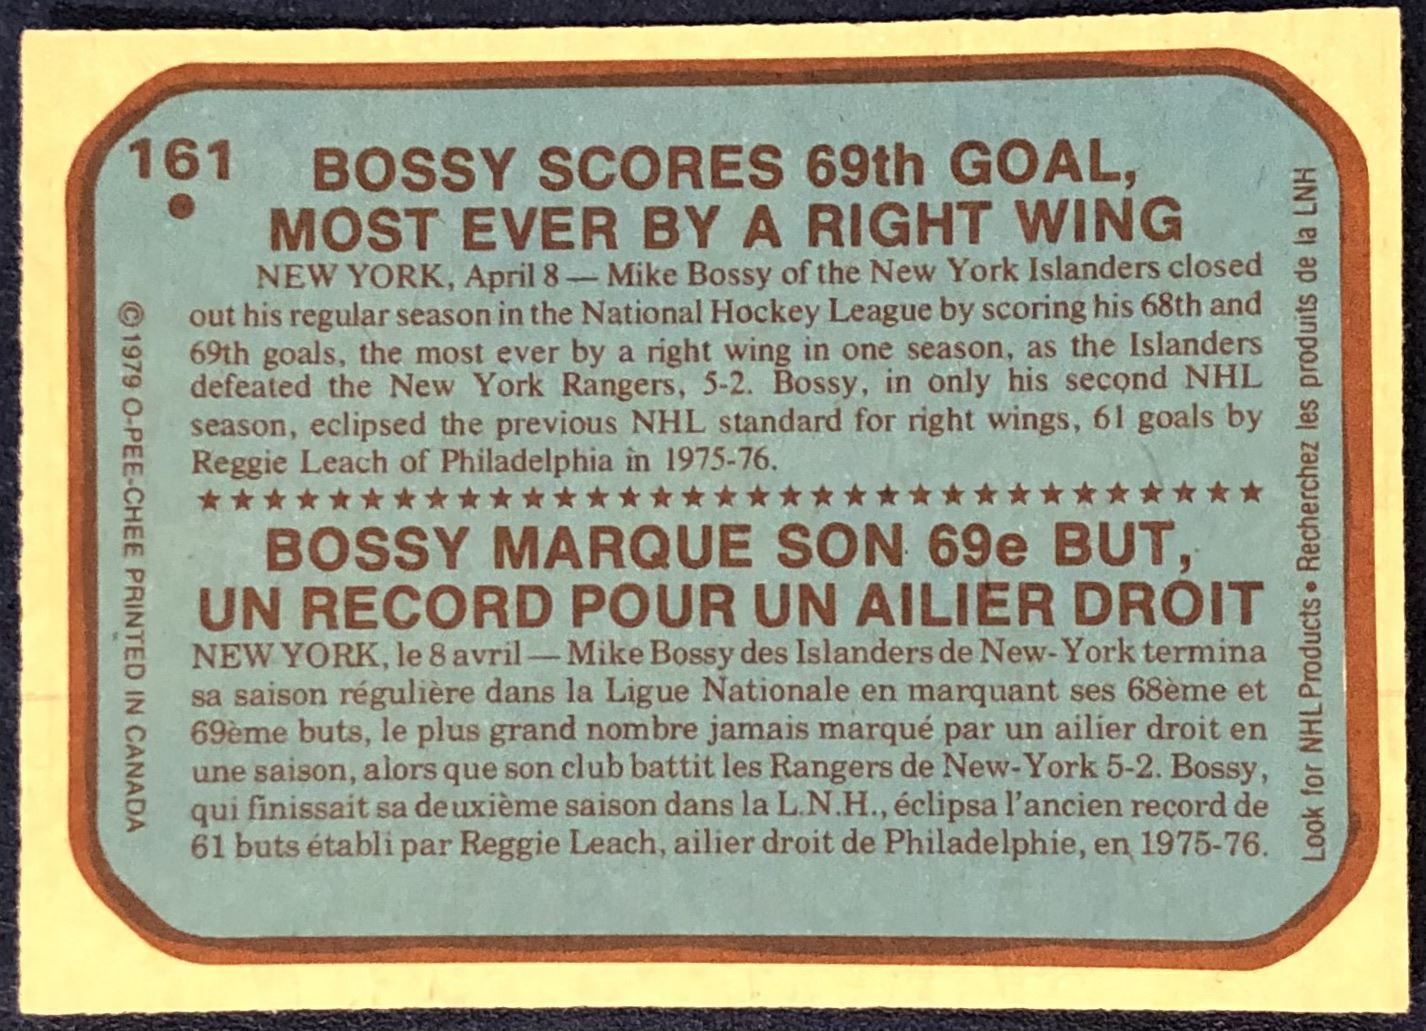 161
BOSSY SCORES 69th GOAL,
MOST EVER BY A RIGHT WING
NEW YORK, April 8 — Mike Bossy of the New York Islanders closed
out his regular season in the National Hockey League by scoring his 68th and
69th goals, the most ever by a right wing in one season, as the Islanders
defeated the New York Rangers, 5-2. Bossy, in only his second NHL
season, eclipsed the previous NHL standard for right wings, 61 goals by
Reggie Leach of Philadelphia in 1975-76.
★★★★★★★★★★★★★★★★★★★★★★★★★★★★★★★★★
BOSSY MARQUE SON 69e BUT,
UN RECORD POUR UN AILIER DROIT
NEW YORK, le 8 avril — Mike Bossy des Islanders de New-York termina
sa saison régulière dans la Ligue Nationale en marquant ses 68ème et
69ème buts, le plus grand nombre jamais marqué par un ailier droit en
une saison, alors que son club battit les Rangers de New-York 5-2. Bossy,
qui finissait sa deuxième saison dans la L.N.H., éclipsa l'ancien record de
61 buts établi par Reggie Leach, ailier droit de Philadelphie, en 1975-76.
©1979 O-PEE-CHEE PRINTED IN CANADA
Look for NHL Products • Recherchez les produits de la LNH